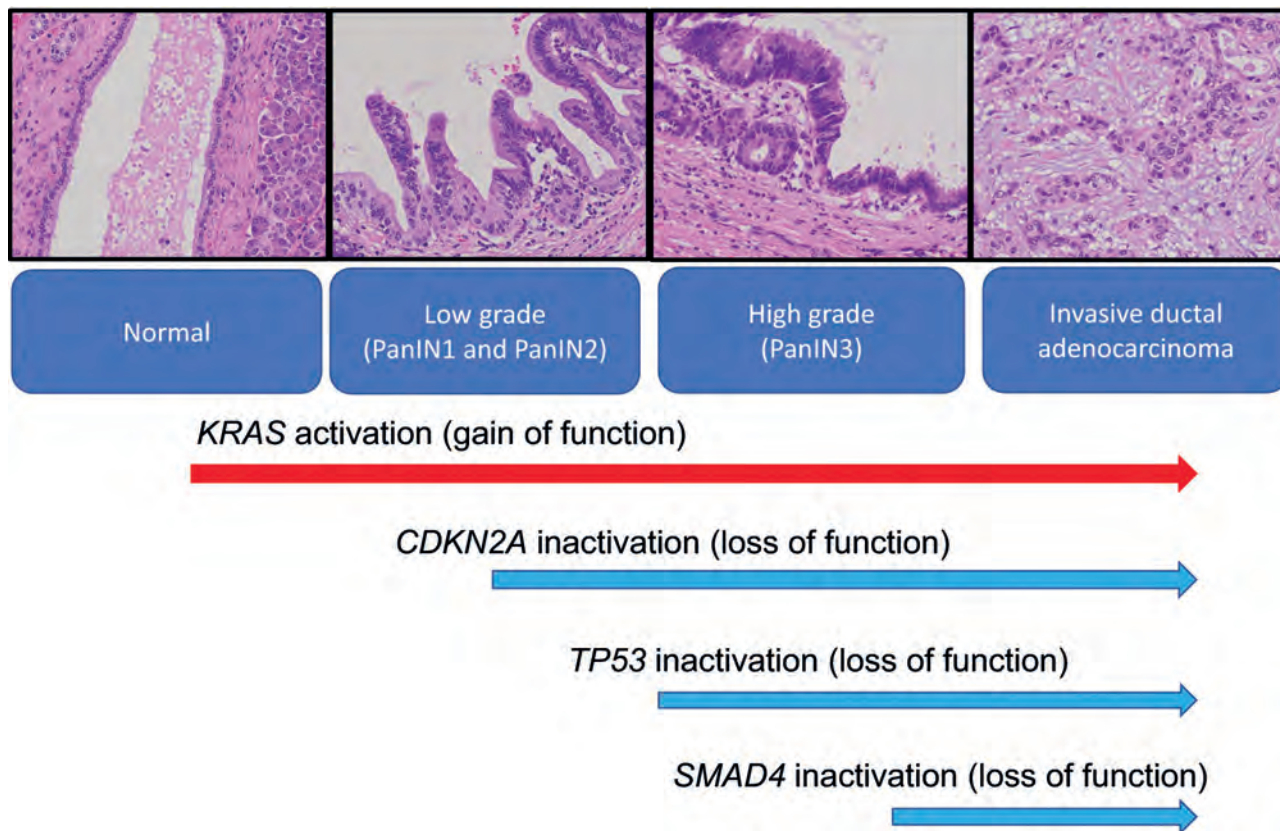 Normal
Low grade
(PanIN1 and PanIN2)
High grade
(PanIN3)
Invasive ductal
adenocarcinoma
KRAS activation (gain of function)
CDKN2A inactivation (loss of function)
TP53 inactivation (loss of function)
SMAD4 inactivation (loss of function)